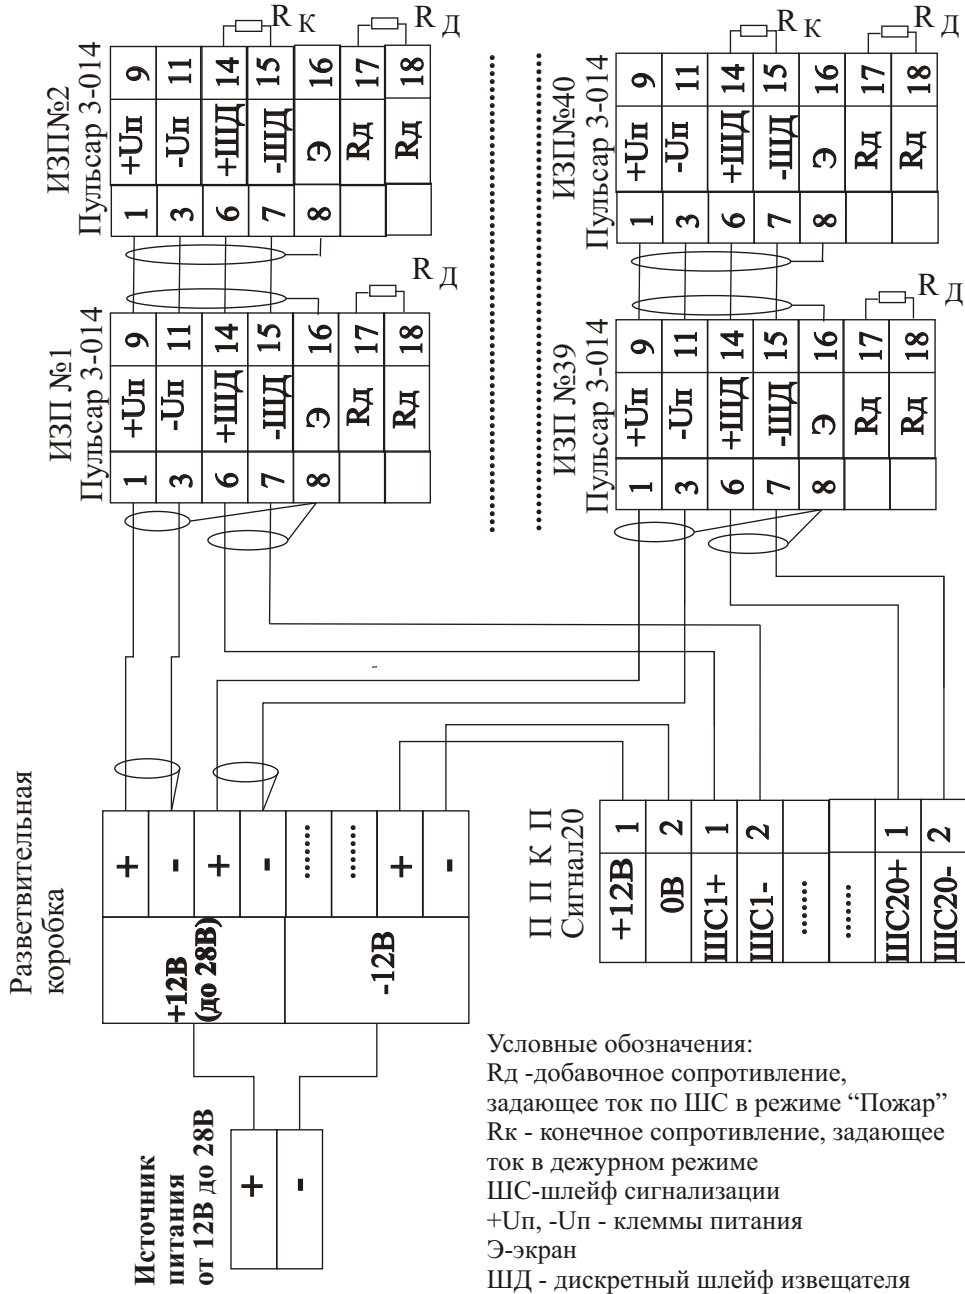 R К
R Д
R К
R Д
ИЗП№2
Пульсар 3-014
9 11 14 15 16 17 18
+Uп -Uп +ШД -ШД Э Rд Rд
1 3 6 7 8
ИЗП№40
Пульсар 3-014
9 11 14 15 16 17 18
+Uп -Uп +ШД -ШД Э Rд Rд
1 3 6 7 8
R Д
R Д
ИЗП №1
Пульсар 3-014
9 11 14 15 16 17 18
+Uп -Uп +ШД -ШД Э Rд Rд
1 3 6 7 8
ИЗП №39
Пульсар 3-014
9 11 14 15 16 17 18
+Uп -Uп +ШД -ШД Э Rд Rд
1 3 6 7 8
Разветвительная
коробка
+ - + - ....... ....... + -
+12В
(до 28В)
-12В
П П К П
Сигнал20
1 2 1 2 1 2
+12В 0В ШС1+ ШС1- ....... ....... ШС20+ ШС20-
Источник
питания
от 12В до 28В
+ -
Условные обозначения:
Rд -добавочное сопротивление,
задающее ток по ШС в режиме “Пожар”
Rк - конечное сопротивление, задающее
ток в дежурном режиме
ШС-шлейф сигнализации
+Uп, -Uп - клеммы питания
Э-экран
ШД - дискретный шлейф извещателя